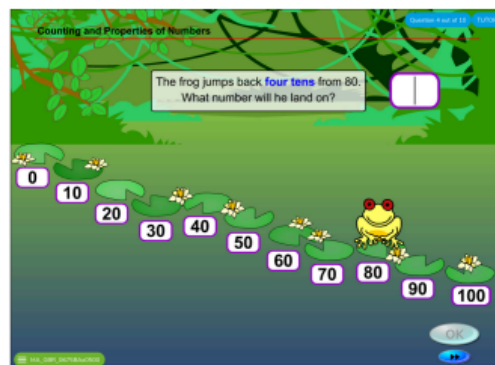 Question 4 out of 10
Counting and Properties of Numbers
The frog jumps back four tens from 80.
What number will he land on?
0
10
20
30
40
50
60
70
80
90
100
OK